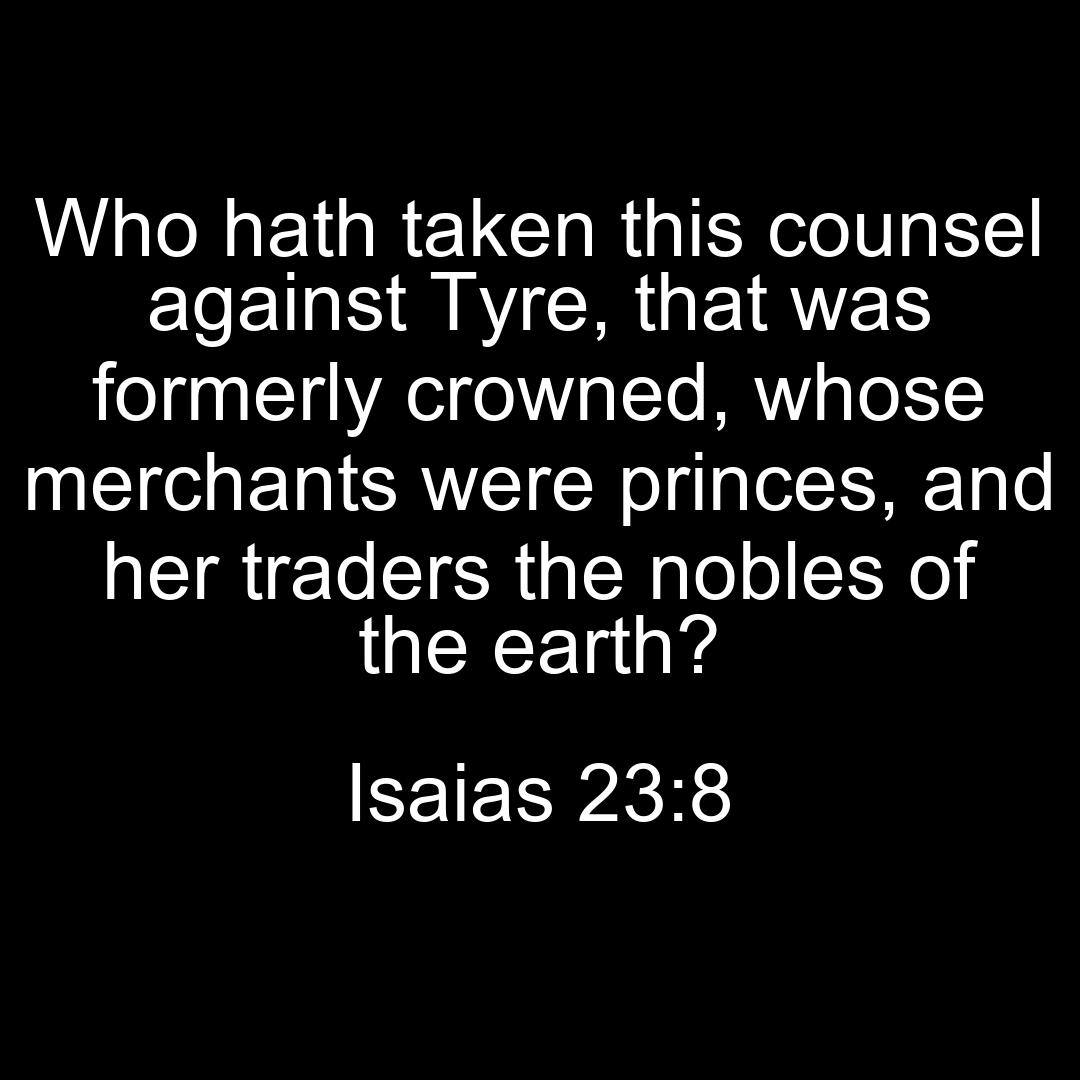 Who hath taken this counsel
against Tyre, that was
formerly crowned, whose
merchants were princes, and
her traders the nobles of
the earth?
Isaias 23:8